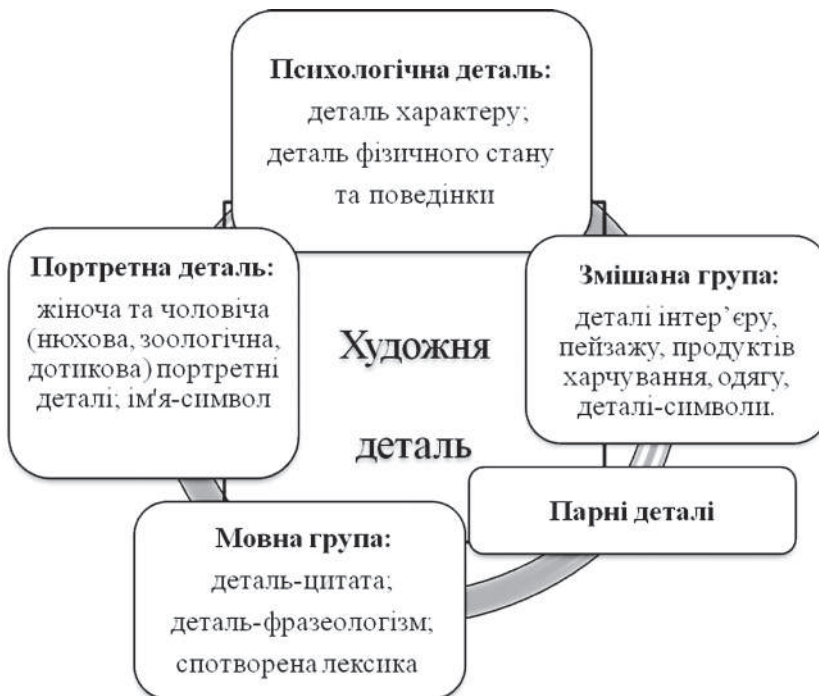 Психологічна деталь:
деталь характеру;
деталь фізичного стану
та поведінки
Портретна деталь:
жіноча та чоловіча
(нюхова, зоологічна,
дотикова) портретні
деталі; ім'я-символ
Художня
деталь
Змішана група:
деталі інтер’єру,
пейзажу, продуктів
харчування, одягу,
деталі-символи.
Парні деталі
Мовна група:
деталь-цитата;
деталь-фразеологізм;
спотворена лексика